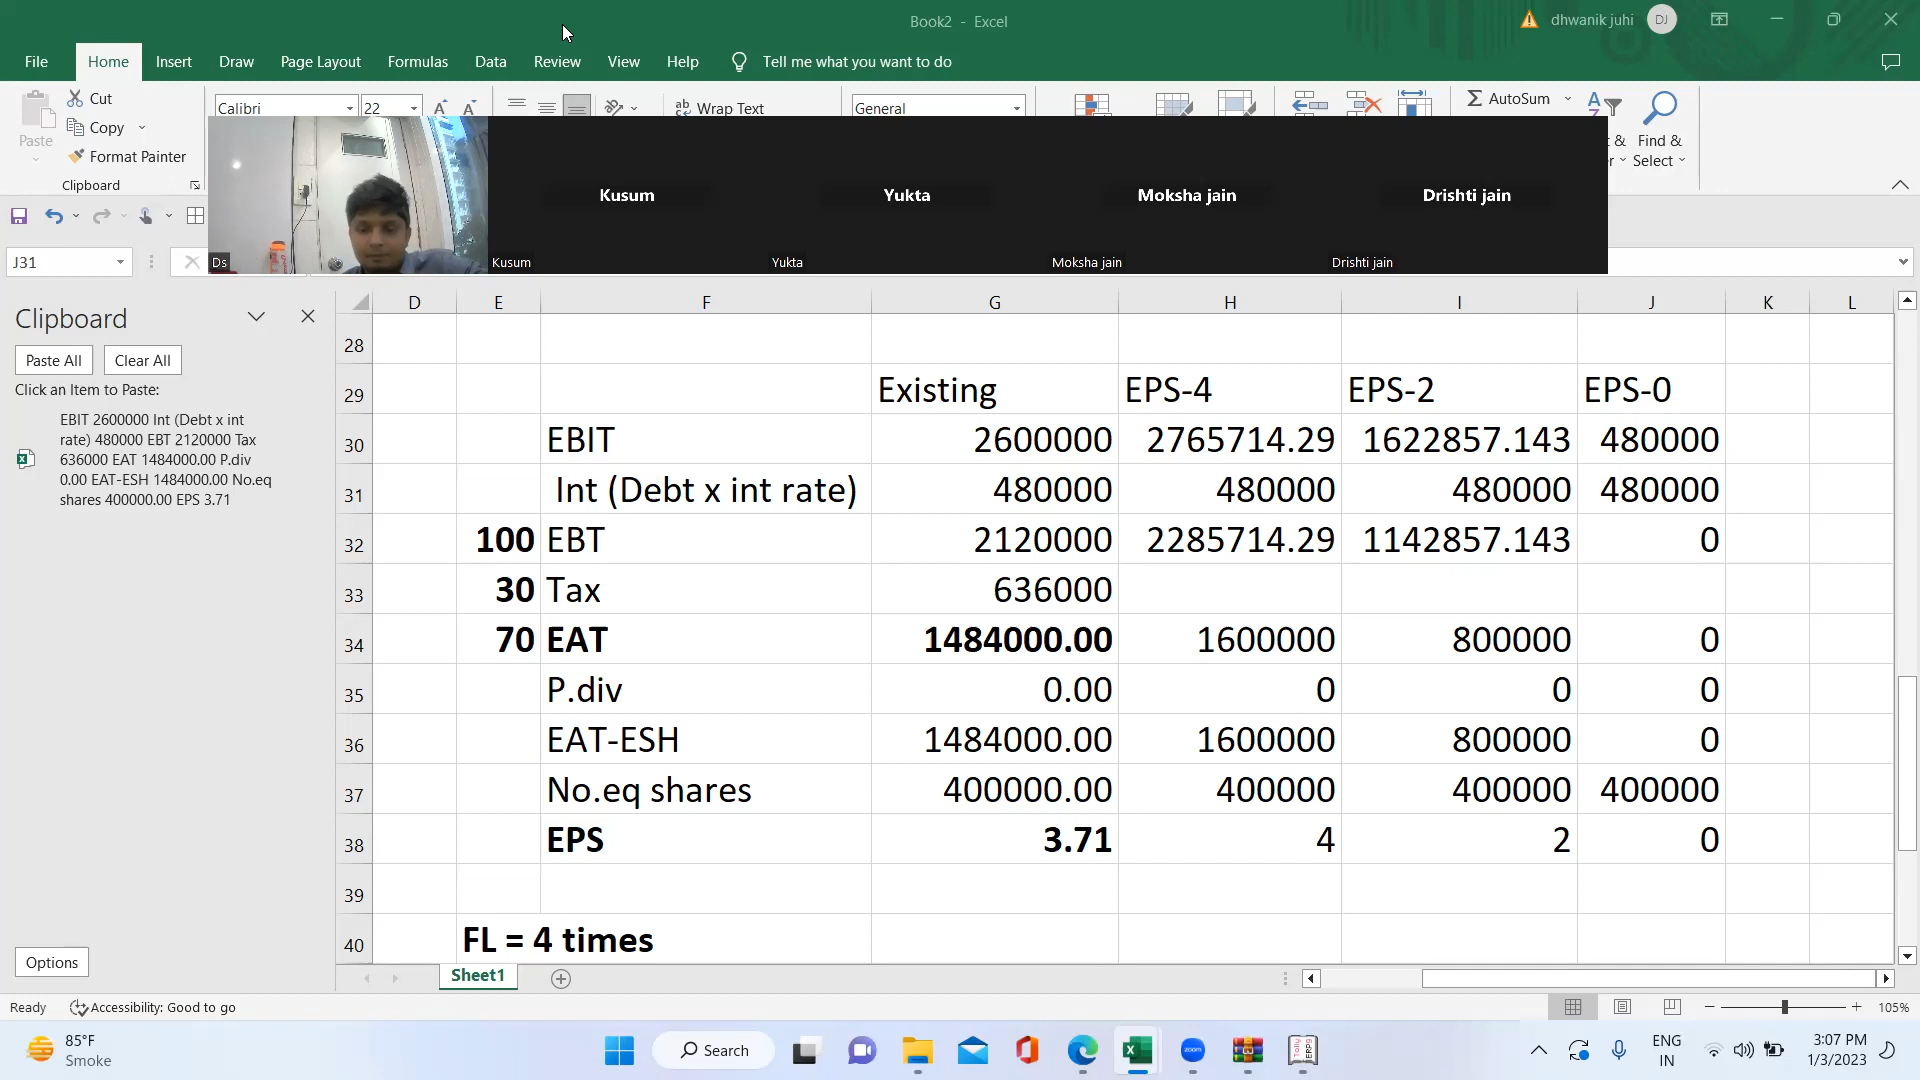 Book2 - Excel
dhwanik juhi
DJ
File
Home
Insert
Draw
Page Layout
Formulas
Data
Review
View
Help
Tell me what you want to do
Paste
Cut
Copy
Format Painter
Clipboard
Calibri
22
Wrap Text
General
AutoSum
Find &
Select
Ds
Kusum
Kusum
Yukta
Yukta
Moksha jain
Moksha jain
Drishti jain
Drishti jain
J31
Clipboard
Paste All
Clear All
Click an Item to Paste:
EBIT 2600000 Int (Debt x int
rate) 480000 EBT 2120000 Tax
636000 EAT 1484000.00 P.div
0.00 EAT-ESH 1484000.00 No.eq
shares 400000.00 EPS 3.71
Options
D E F G H I J K L
28
29 Existing EPS-4 EPS-2 EPS-0
30 EBIT 2600000 2765714.29 1622857.143 480000
31 Int (Debt x int rate) 480000 480000 480000 480000
32 100 EBT 2120000 2285714.29 1142857.143 0
33 30 Tax 636000
34 70 EAT 1484000.00 1600000 800000 0
35 P.div 0.00 0 0 0
36 EAT-ESH 1484000.00 1600000 800000 0
37 No.eq shares 400000.00 400000 400000 400000
38 EPS 3.71 4 2 0
39
40 FL = 4 times
Sheet1
Ready
Accessibility: Good to go
105%
85°F
Smoke
Search
zoom
Tally
ERP9
ENG
IN
3:07 PM
1/3/2023